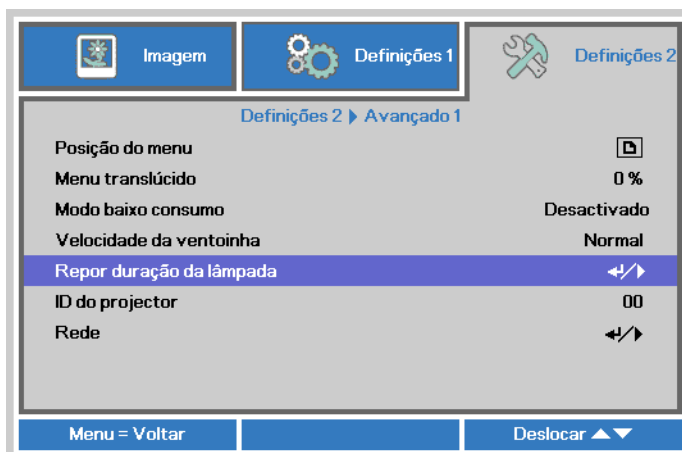 Imagem Definições 1 Definições 2
Definições 2 Avançado 1
Posição do menu
Menu translúcido 0 %
Modo baixo consumo Desactivado
Velocidade da ventoinha Normal
Repor duração da lâmpada
ID do projector 00
Rede
Menu = Voltar Deslocar